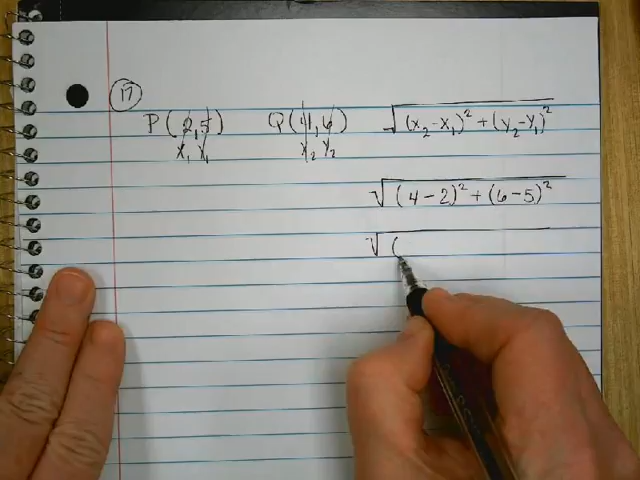 17
P(2,5) Q(4,6) √(x₂-x₁)²+(y₂-y₁)²
x₁ y₁ x₂ y₂
√(4-2)²+(6-5)²
√(